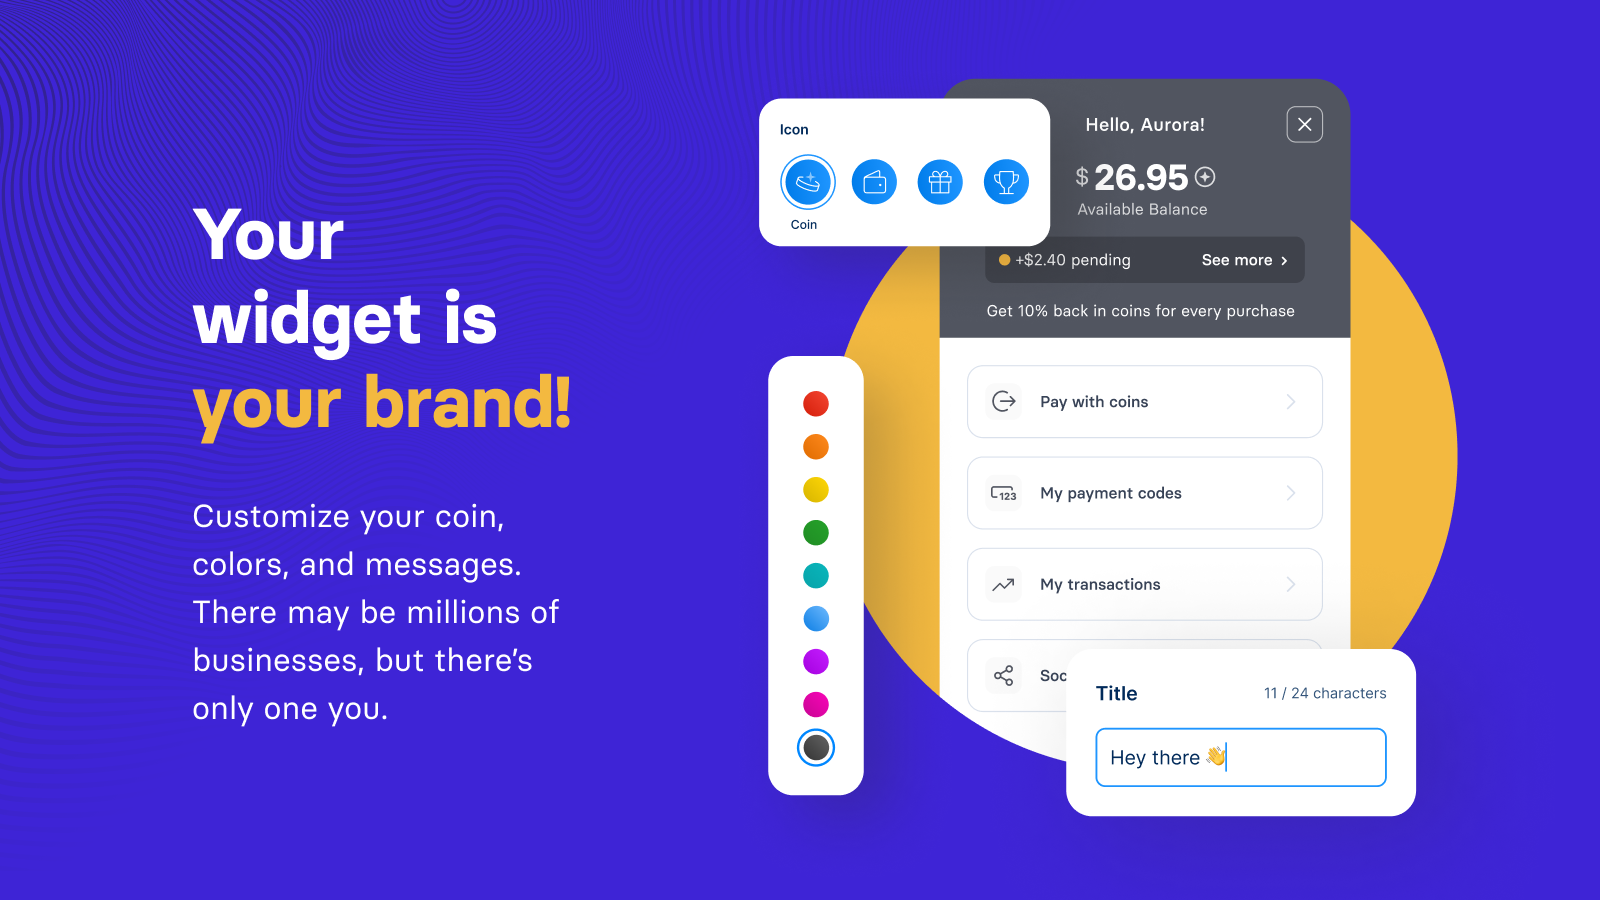 Your
widget is
your brand!
Customize your coin,
colors, and messages.
There may be millions of
businesses, but there's
only one you.
Icon
Coin
Hello, Aurora!
$ 26.95
Available Balance
+$2.40 pending See more
Get 10% back in coins for every purchase
Pay with coins
123 My payment codes
My transactions
Soc
Title 11 / 24 characters
Hey there 👋